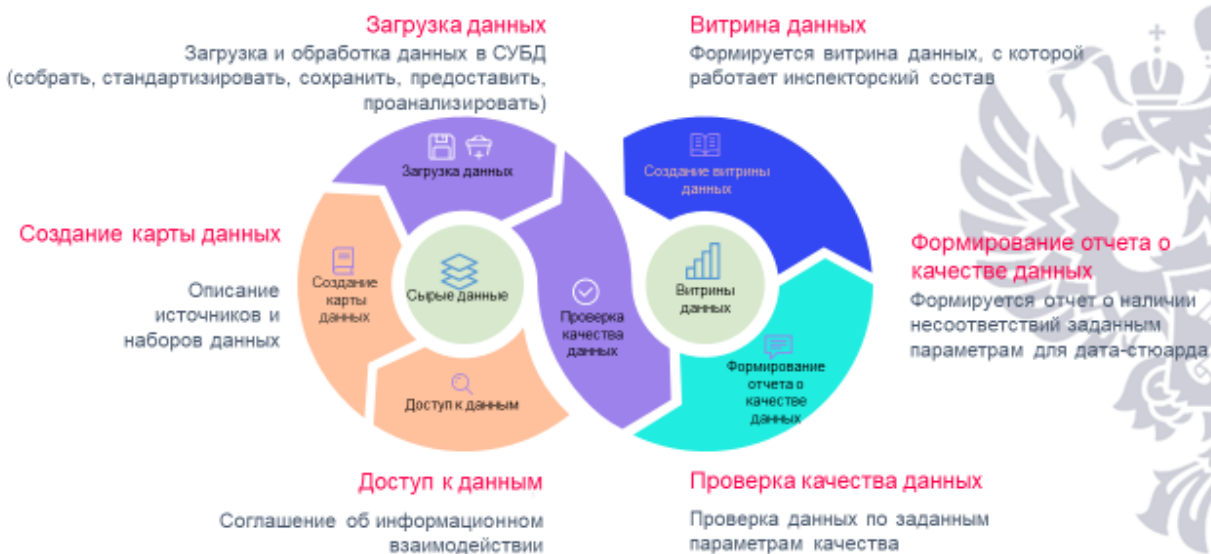 Загрузка данных
Загрузка и обработка данных в СУБД
(собрать, стандартизировать, сохранить, предоставить,
проанализировать)
Витрина данных
Формируется витрина данных, с которой
работает инспекторский состав
Загрузка данных
Создание витрины
данных
Создание карты данных
Описание
источников и
наборов данных
Создание
карты
данных
Сырые данные
Проверка
качества
данных
Витрины
данных
Формирование отчета о
качестве данных
Формируется отчет о наличии
несоответствий заданным
параметрам для дата-стюарда
Формирование
отчета о
качестве
данных
Доступ к данным
Доступ к данным
Соглашение об информационном
взаимодействии
Проверка качества данных
Проверка данных по заданным
параметрам качества